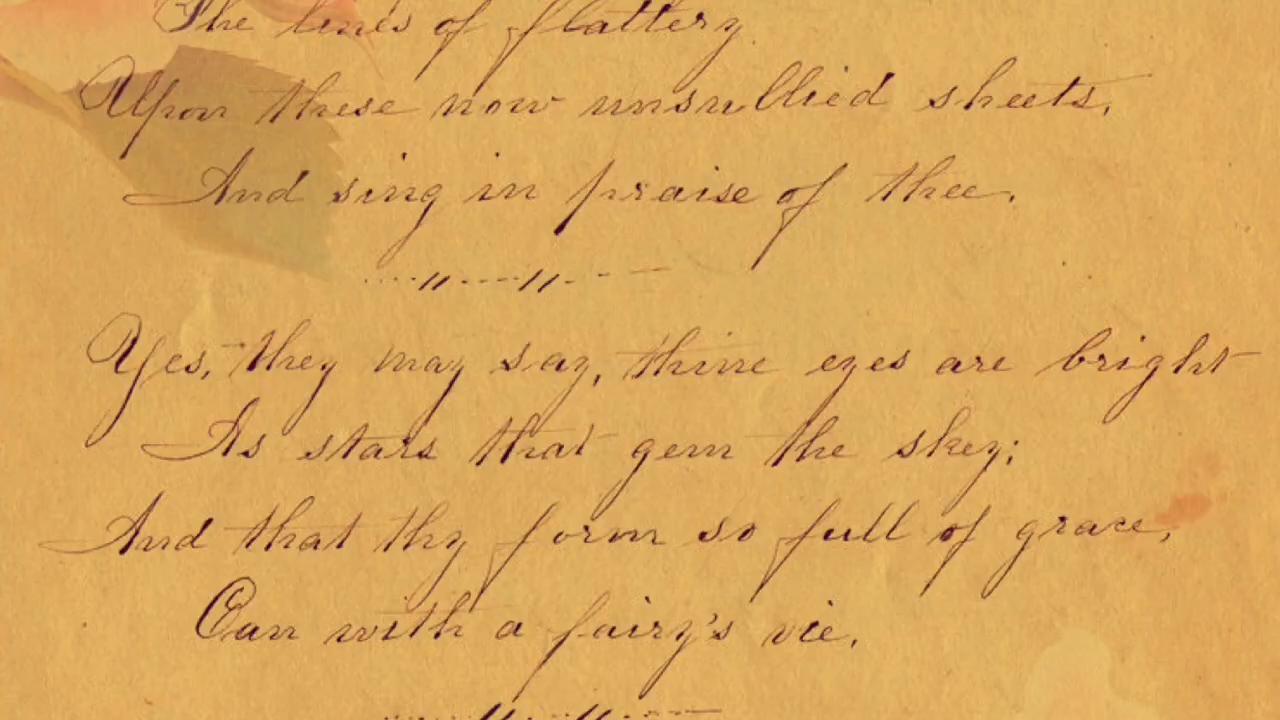 The lines of flattery
Upon these now unsullied sheets,
And sing in praise of thee.
Yes, they may say, thine eyes are bright
As stars that gem the sky;
And that thy form so full of grace,
Can with a fairy's vie.